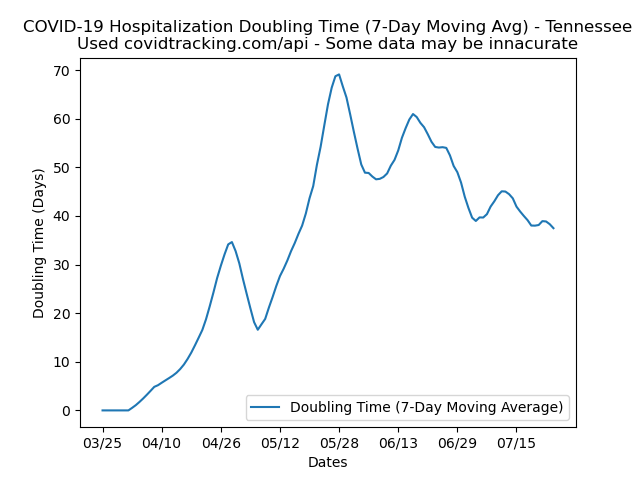 COVID-19 Hospitalization Doubling Time (7-Day Moving Avg) - Tennessee
Used covidtracking.com/api - Some data may be innacurate
70
60
50
40
30
20
10
0
Doubling Time (Days)
Doubling Time (7-Day Moving Average)
03/25 04/10 04/26 05/12 05/28 06/13 06/29 07/15
Dates